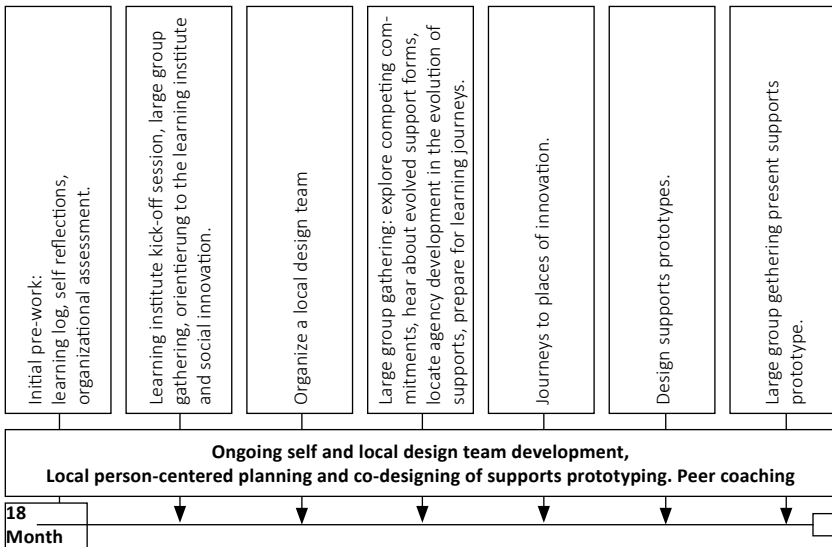 Initial pre-work:
learning log, self reflections,
organizational assessment.
Learning institute kick-off session, large group
gathering, orientierung to the learning institute
and social innovation.
Organize a local design team
Large group gathering: explore competing com-
mitments, hear about evolved support forms,
locate agency development in the evolution of
supports, prepare for learning journeys.
Journeys to places of innovation.
Design supports prototypes.
Large group gethering present supports
prototype.
Ongoing self and local design team development,
Local person-centered planning and co-designing of supports prototyping. Peer coaching
18
Month